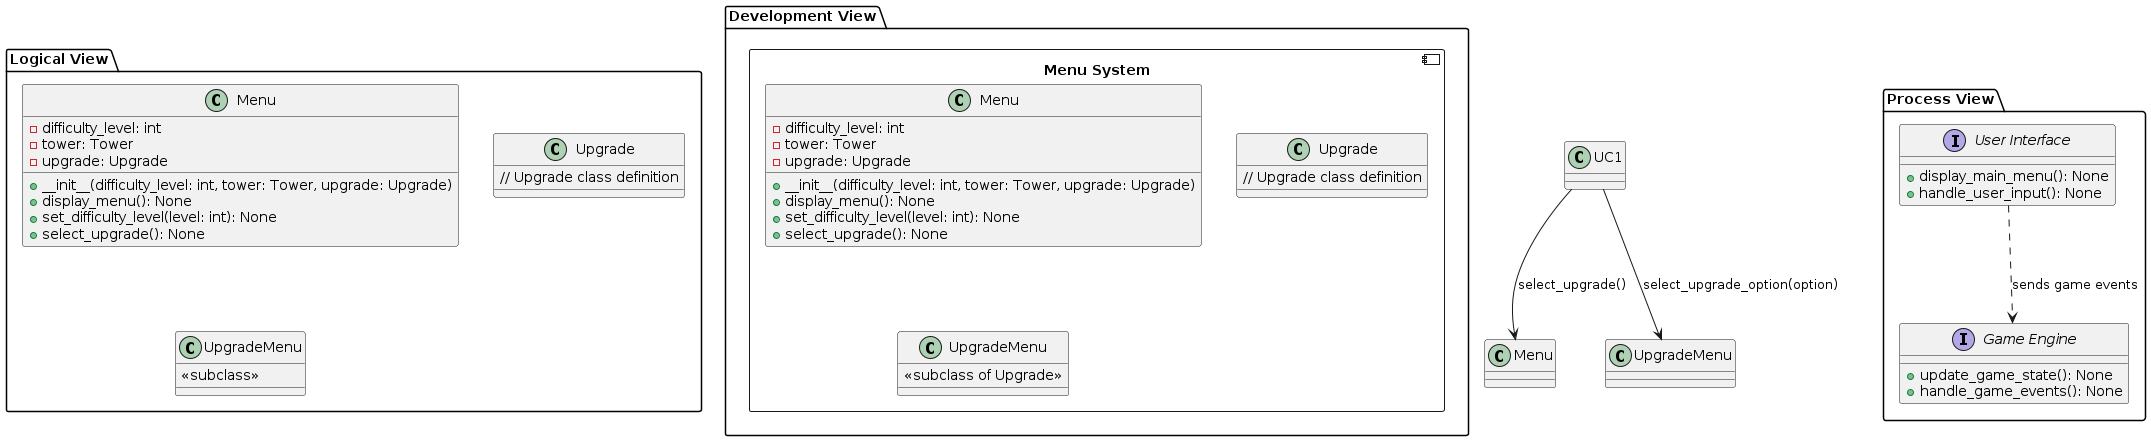 Logical View
C Menu
difficulty_level: int
tower: Tower
upgrade: Upgrade
__init__(difficulty_level: int, tower: Tower, upgrade: Upgrade)
display_menu(): None
set_difficulty_level(level: int): None
select_upgrade(): None
C Upgrade
// Upgrade class definition
C UpgradeMenu
«subclass»
Development View
Menu System
C Menu
difficulty_level: int
tower: Tower
upgrade: Upgrade
__init__(difficulty_level: int, tower: Tower, upgrade: Upgrade)
display_menu(): None
set_difficulty_level(level: int): None
select_upgrade(): None
C Upgrade
// Upgrade class definition
C UpgradeMenu
«subclass of Upgrade»
C UC1
select_upgrade()
select_upgrade_option(option)
C Menu
C UpgradeMenu
Process View
I User Interface
display_main_menu(): None
handle_user_input(): None
sends game events
I Game Engine
update_game_state(): None
handle_game_events(): None